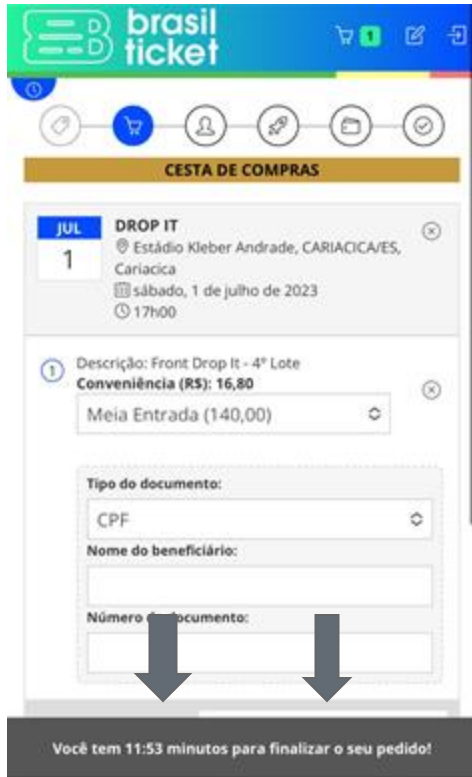 brasil
ticket
1
CESTA DE COMPRAS
JUL
1
DROP IT
Estádio Kleber Andrade, CARIACICA/ES,
Cariacica
sábado, 1 de julho de 2023
17h00
1
Descrição: Front Drop It - 4º Lote
Conveniência (R$): 16,80
Meia Entrada (140,00)
Tipo do documento:
CPF
Nome do beneficiário:
Número do documento:
Você tem 11:53 minutos para finalizar o seu pedido!